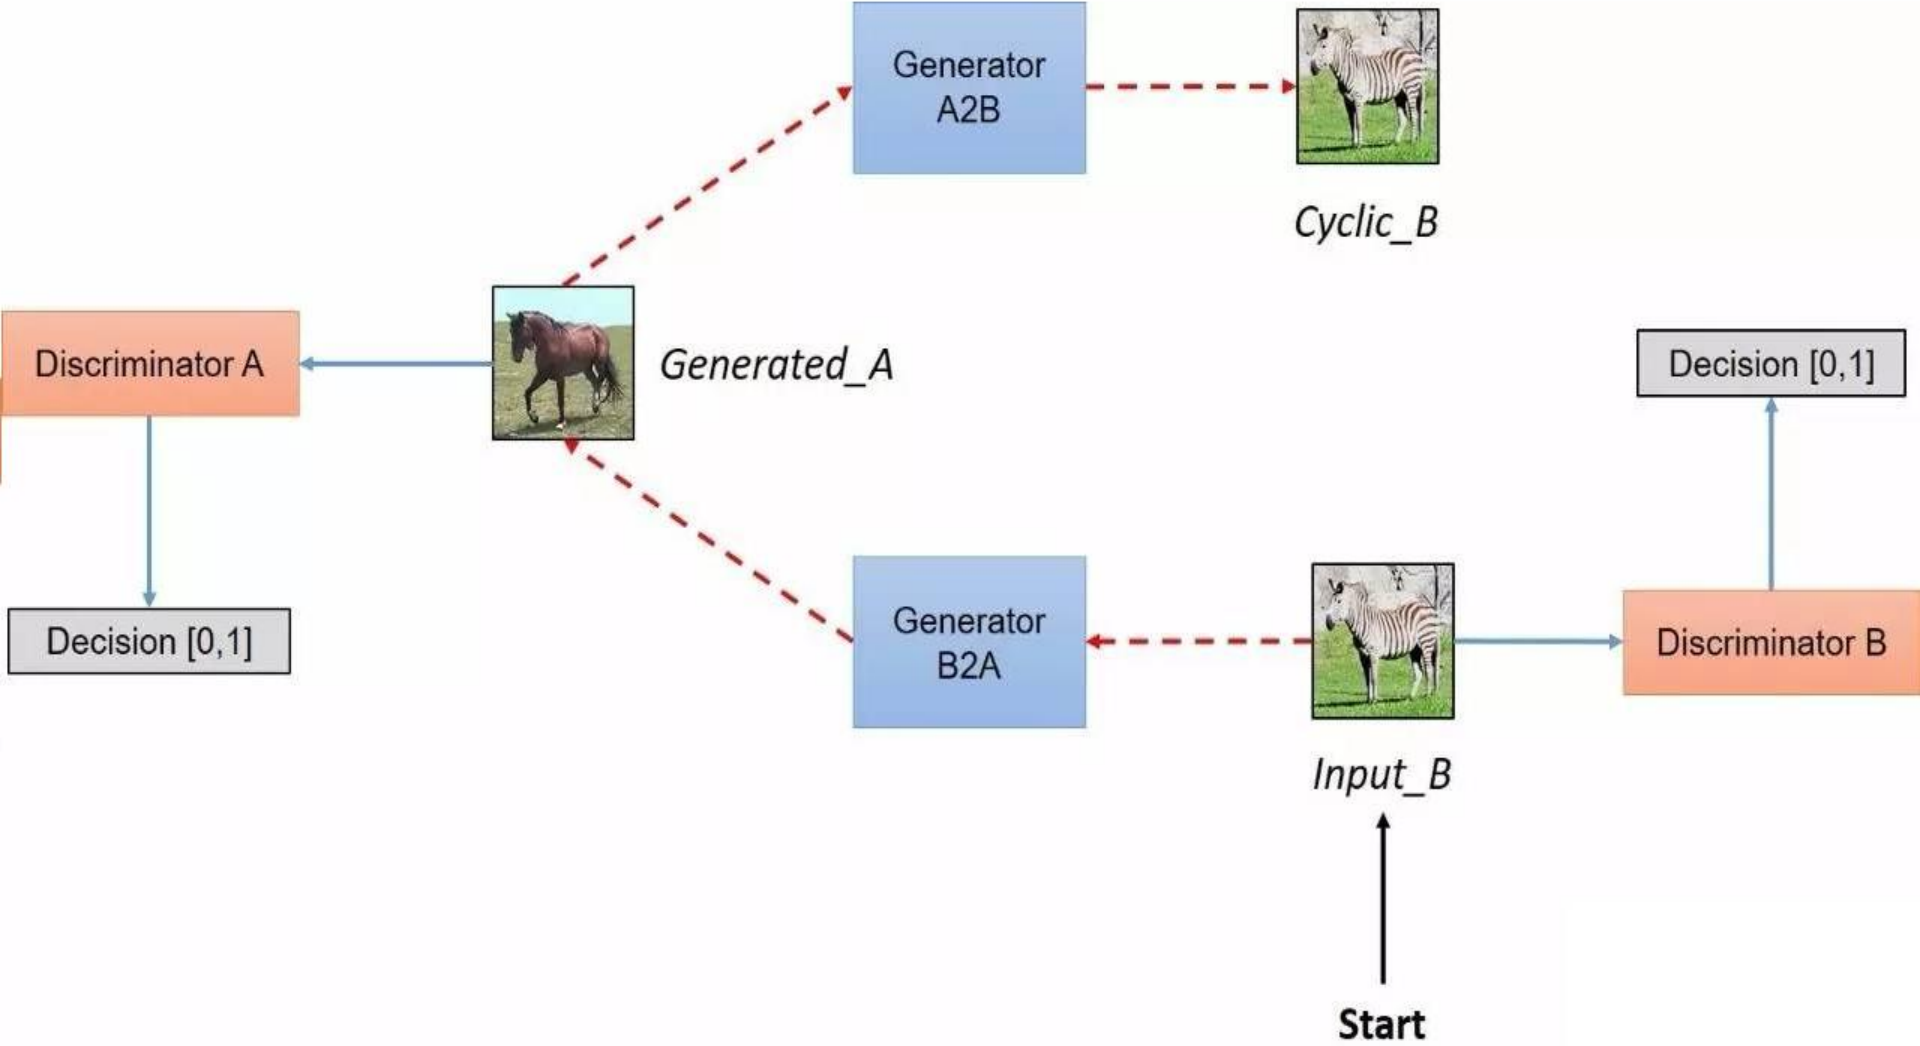 Generator
A2B
Cyclic_B
Discriminator A
Generated_A
Decision [0,1]
Decision [0,1]
Generator
B2A
Discriminator B
Input_B
Start